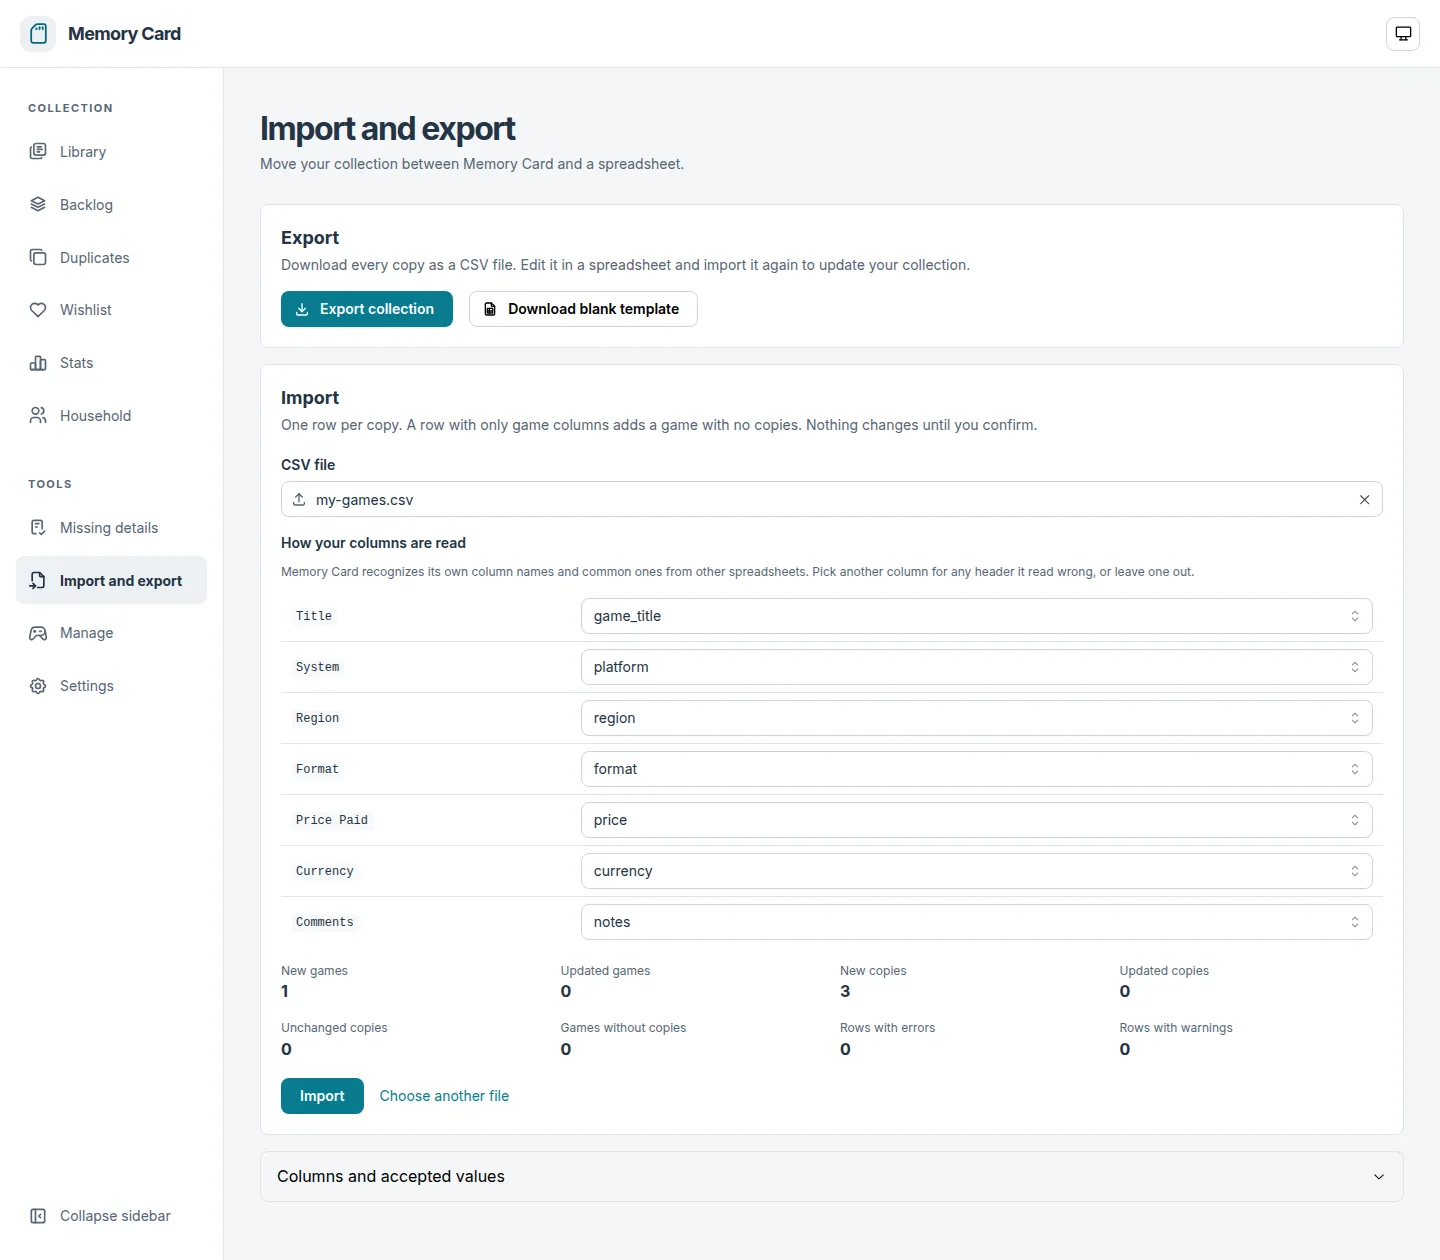 Memory Card
COLLECTION
Library
Backlog
Duplicates
Wishlist
Stats
Household
TOOLS
Missing details
Import and export
Manage
Settings
Collapse sidebar
Import and export
Move your collection between Memory Card and a spreadsheet.
Export
Download every copy as a CSV file. Edit it in a spreadsheet and import it again to update your collection.
Export collection
Download blank template
Import
One row per copy. A row with only game columns adds a game with no copies. Nothing changes until you confirm.
CSV file
my-games.csv
How your columns are read
Memory Card recognizes its own column names and common ones from other spreadsheets. Pick another column for any header it read wrong, or leave one out.
Title game_title
System platform
Region region
Format format
Price Paid price
Currency currency
Comments notes
New games Updated games New copies Updated copies
1 0 3 0
Unchanged copies Games without copies Rows with errors Rows with warnings
0 0 0 0
Import Choose another file
Columns and accepted values